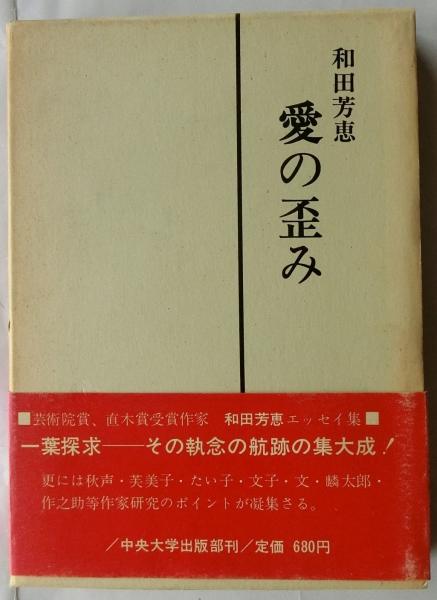 和田芳恵
愛の歪み
■芸術院賞、直木賞受賞作家 和田芳恵エッセイ集■
一葉探求――その執念の航跡の集大成!
更には秋声・芙美子・たい子・文子・文・麟太郎・
作之助等作家研究のポイントが凝集さる。
/中央大学出版部刊/定価 680円